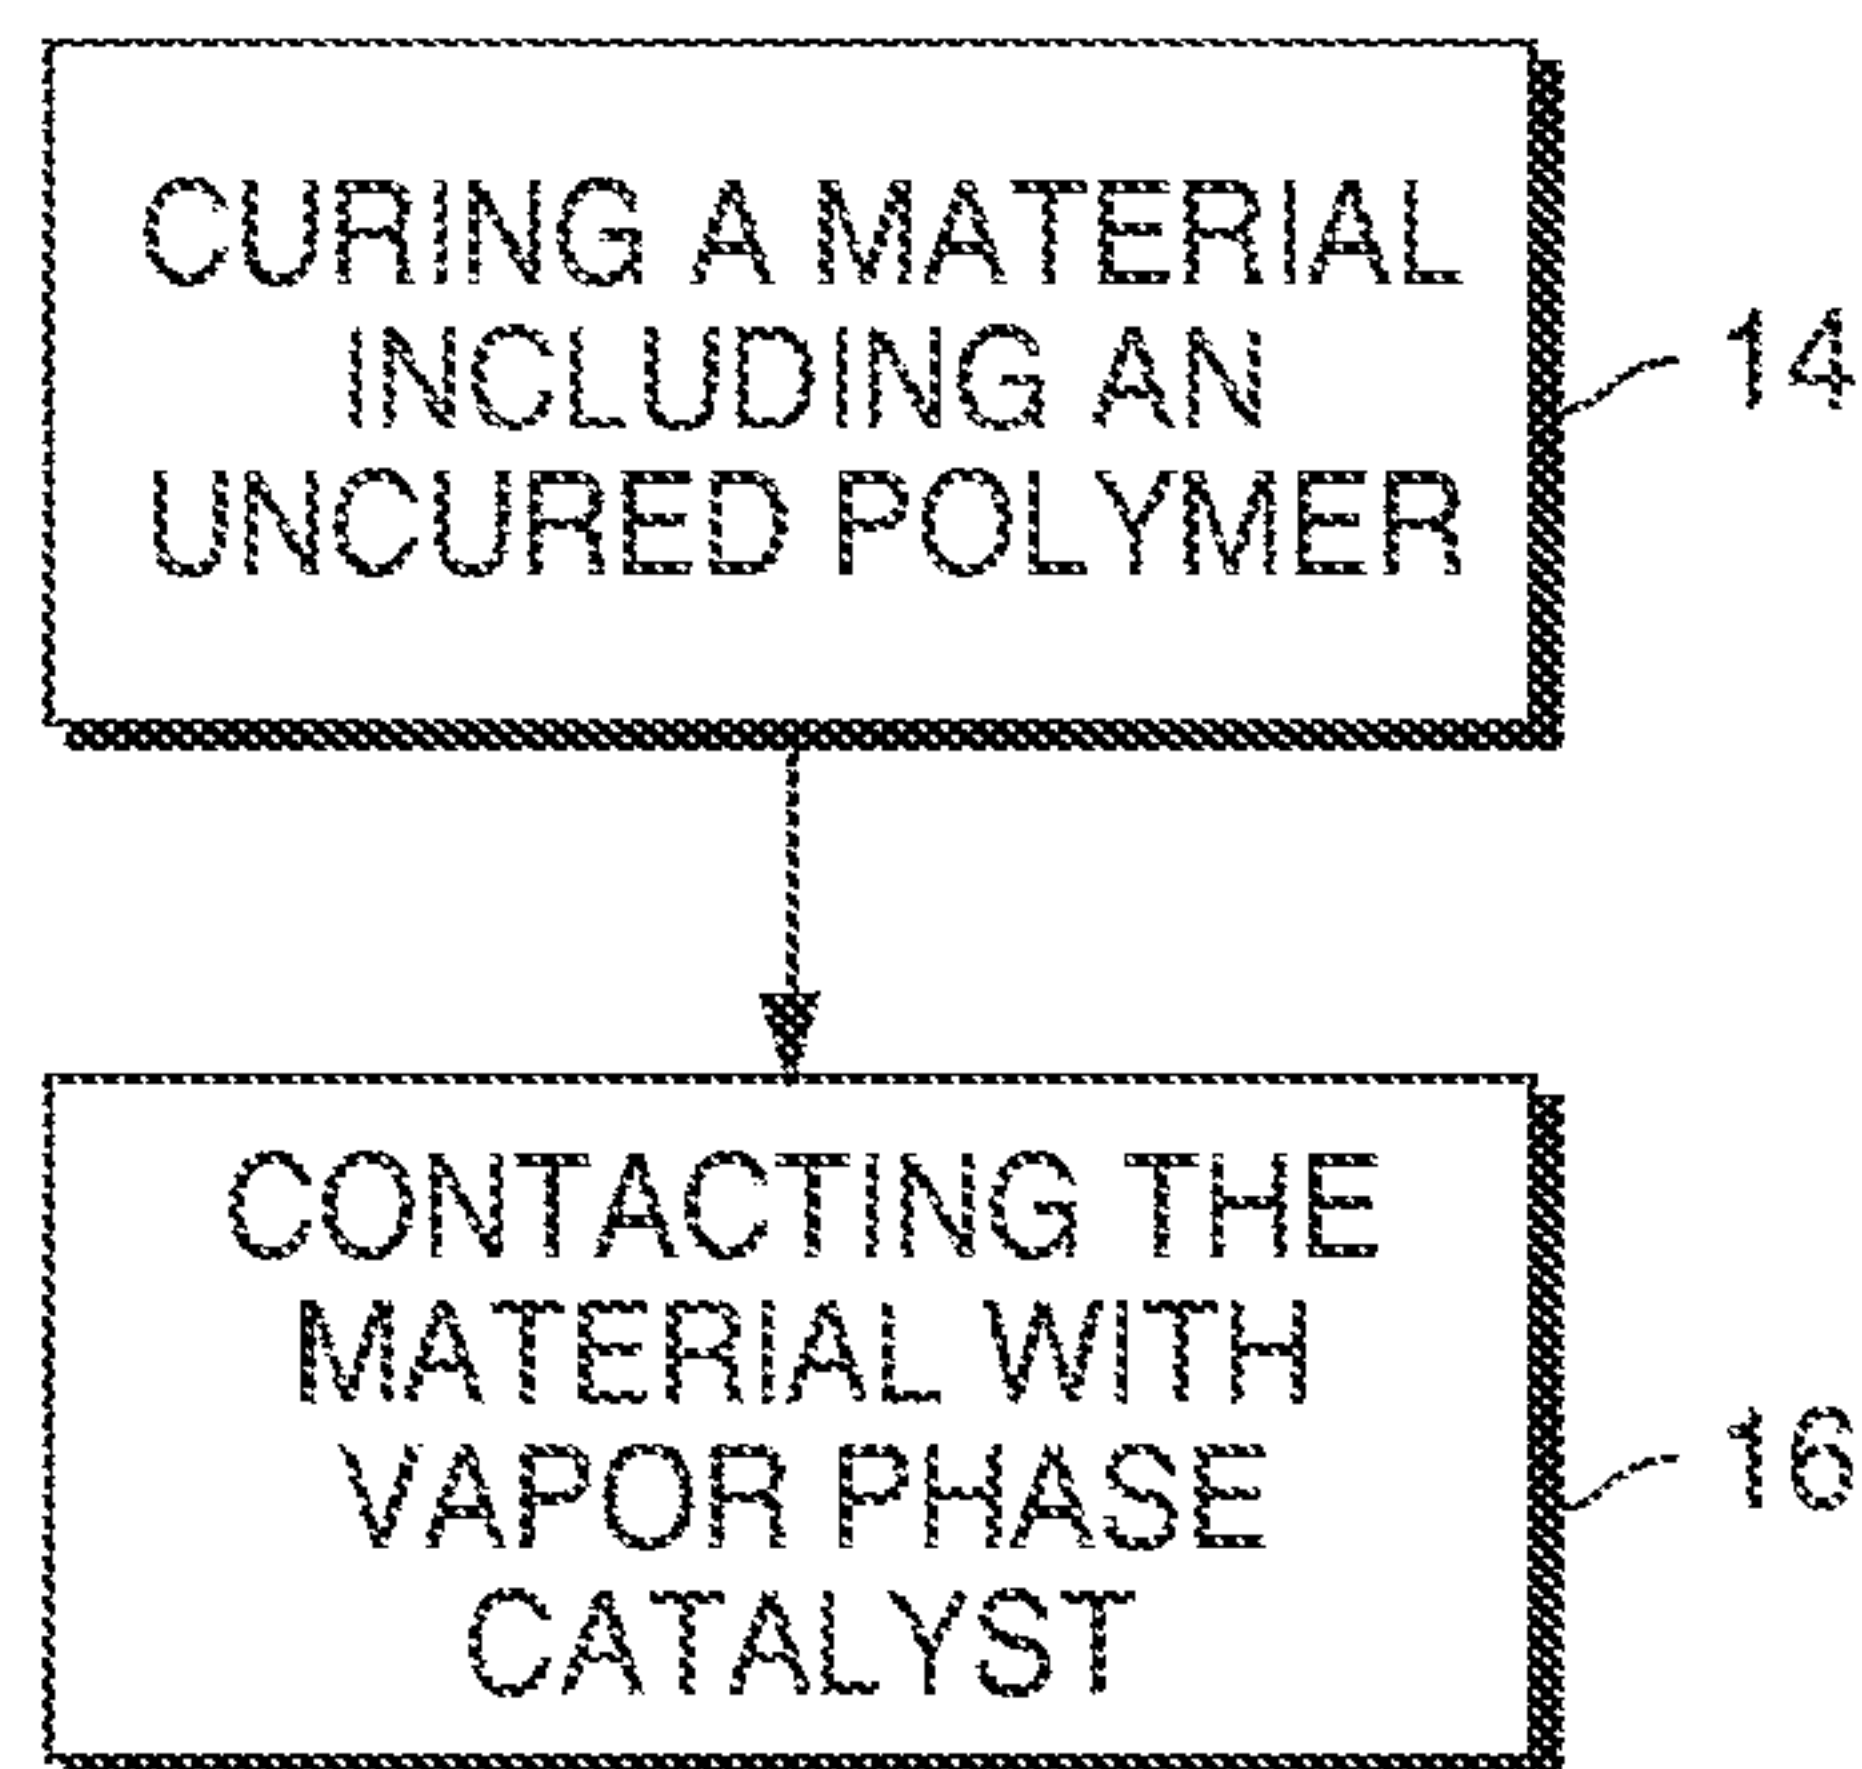 CURING A MATERIAL
INCLUDING AN
UNCURED POLYMER
14
CONTACTING THE
MATERIAL WITH
VAPOR PHASE
CATALYST
16